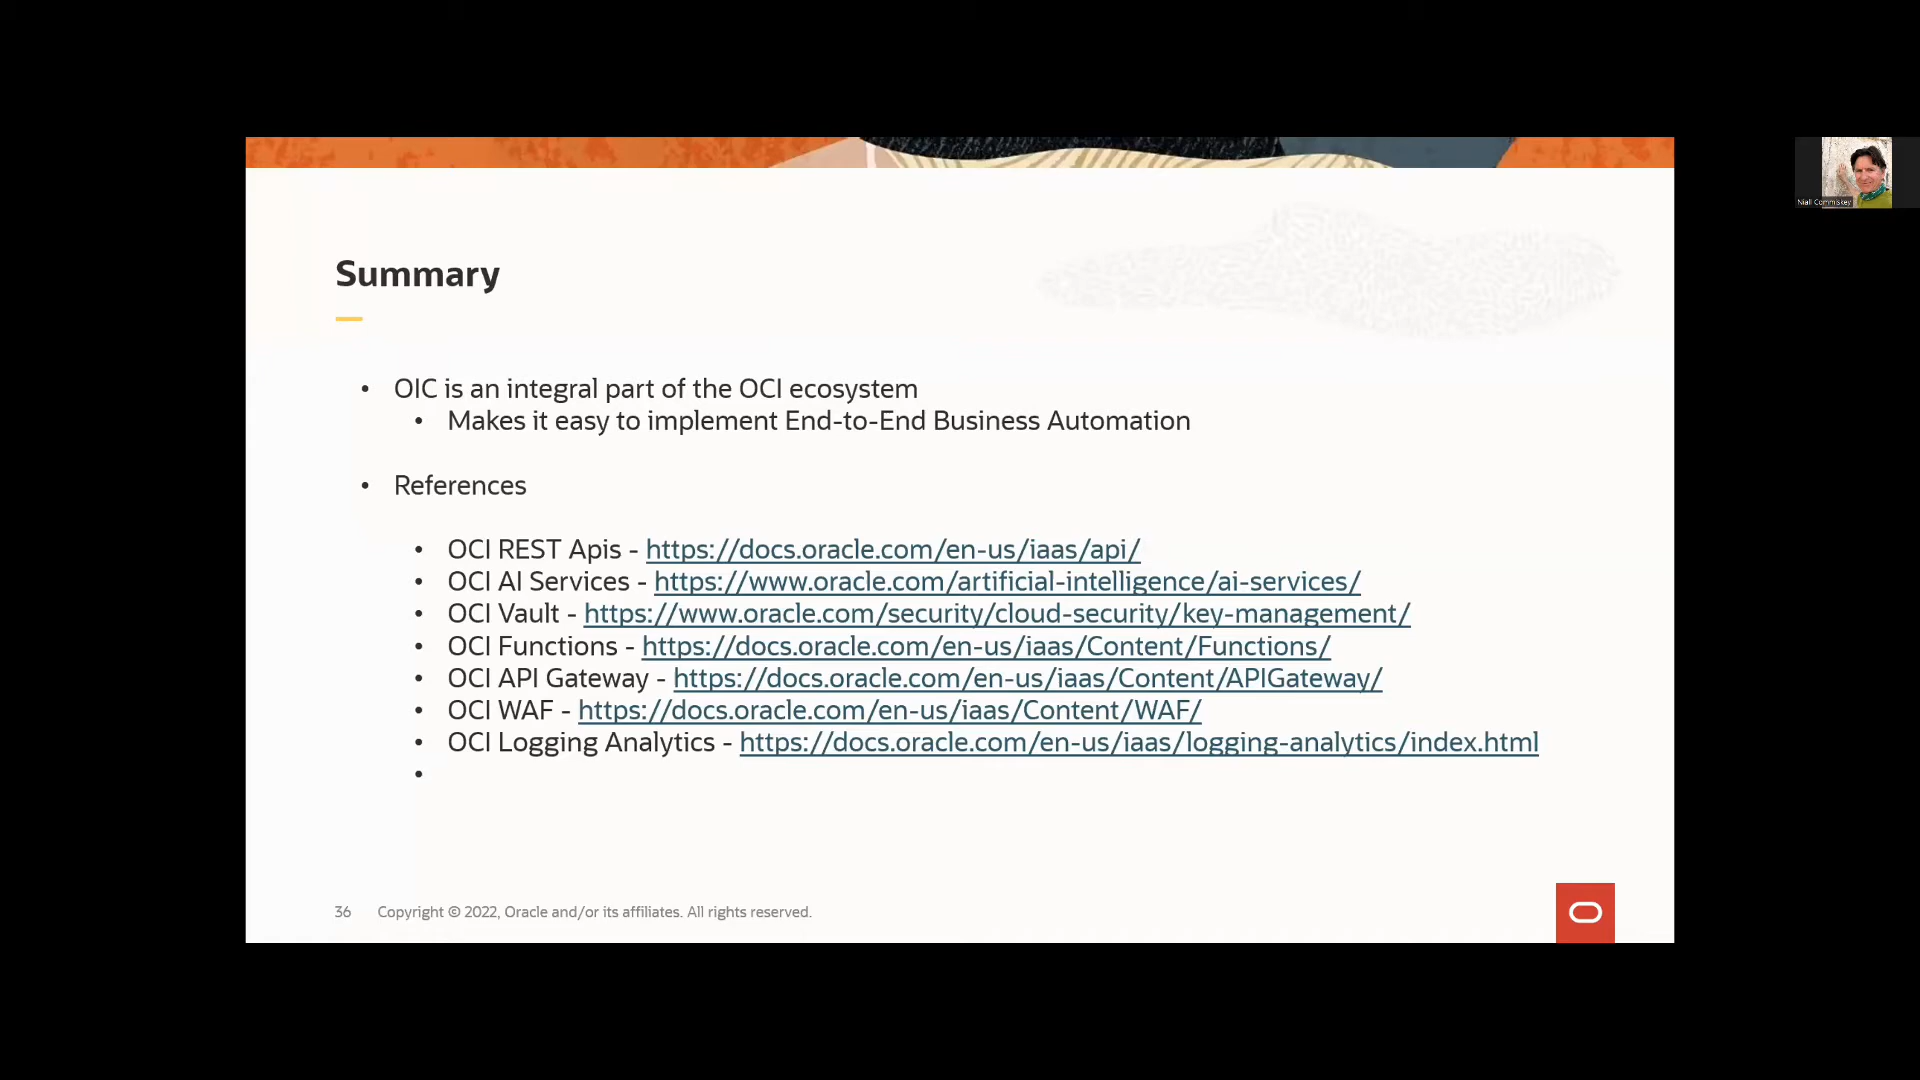 Niall Commiskey
Summary
• OIC is an integral part of the OCI ecosystem
• Makes it easy to implement End-to-End Business Automation
• References
• OCI REST Apis - https://docs.oracle.com/en-us/iaas/api/
• OCI AI Services - https://www.oracle.com/artificial-intelligence/ai-services/
• OCI Vault - https://www.oracle.com/security/cloud-security/key-management/
• OCI Functions - https://docs.oracle.com/en-us/iaas/Content/Functions/
• OCI API Gateway - https://docs.oracle.com/en-us/iaas/Content/APIGateway/
• OCI WAF - https://docs.oracle.com/en-us/iaas/Content/WAF/
• OCI Logging Analytics - https://docs.oracle.com/en-us/iaas/logging-analytics/index.html
•
36 Copyright © 2022, Oracle and/or its affiliates. All rights reserved.